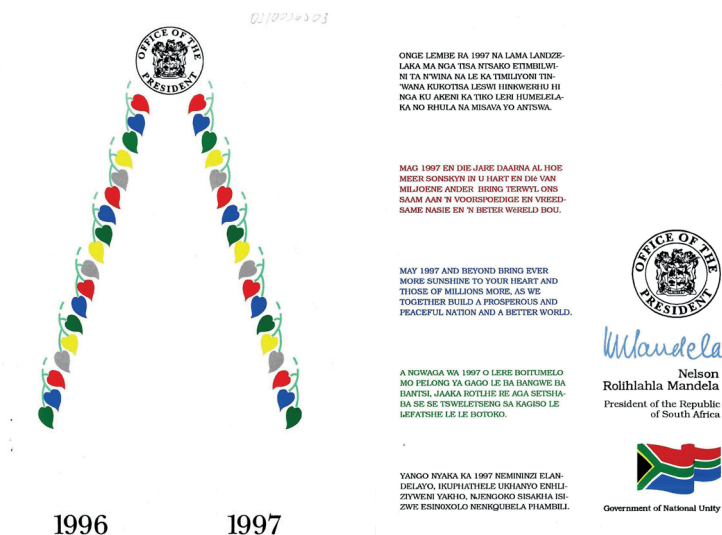 OFFICE OF THE
PRESIDENT
1996
1997
ONGE LEMBE RA 1997 NA LAMA LANDZE-
LAKA MA NGA TISA NTSAKO ETIMBILWI-
NI TA N'WINA NA LE KA TIMILIYONI TIN-
'WANA KUKOTISA LESWI HINKWERHU HI
NGA KU AKENI KA TIKO LERI HUMELELA-
KA NO RHULA NA MISAVA YO ANTSWA.
MAG 1997 EN DIE JARE DAARNA AL HOE
MEER SONSKYN IN U HART EN DIè VAN
MILJOENE ANDER BRING TERWYL ONS
SAAM AAN 'N VOORSPOEDIGE EN VREED-
SAME NASIE EN 'N BETER WêRELD BOU.
MAY 1997 AND BEYOND BRING EVER
MORE SUNSHINE TO YOUR HEART AND
THOSE OF MILLIONS MORE, AS WE
TOGETHER BUILD A PROSPEROUS AND
PEACEFUL NATION AND A BETTER WORLD.
A NGWAGA WA 1997 O LERE BOITUMELO
MO PELONG YA GAGO LE BA BANGWE BA
BANTSI, JAAKA ROTLHE RE AGA SETSHA-
BA SE SE TSWELETSENG SA KAGISO LE
LEFATSHE LE LE BOTOKO.
YANGO NYAKA KA 1997 NEMININZI ELAN-
DELAYO, IKUPHATHELE UKHANYO ENHLI-
ZIYWENI YAKHO, NJENGOKO SISAKHA ISI-
ZWE ESINOXOLO NENKQUBELA PHAMBILI.
OFFICE OF THE
PRESIDENT
NMandela
Nelson
Rolihlahla Mandela
President of the Republic
of South Africa
Government of National Unity